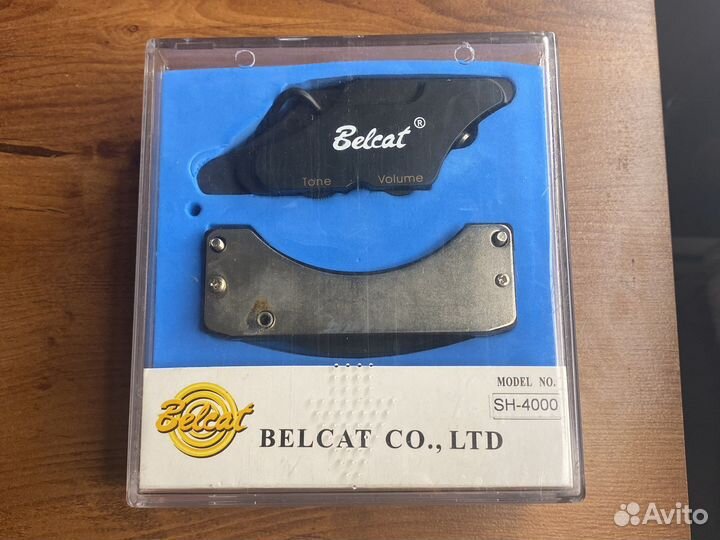 Belcat ®
Tone Volume
MODEL NO.
SH-4000
Belcat
BELCAT CO., LTD
Avito